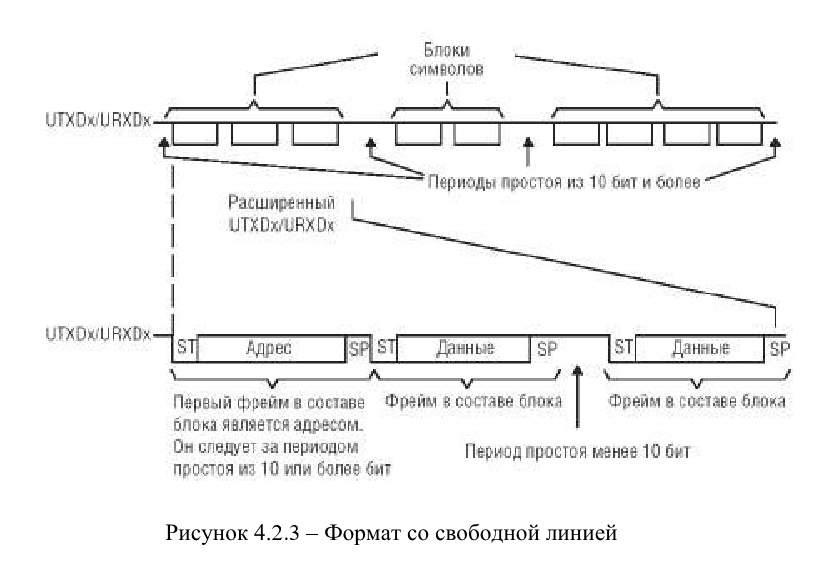 Блоки
символов
UTXDx/URXDx
Периоды простоя из 10 бит и более
Расширенный
UTXDx/URXDx
UTXDx/URXDx
ST Адрес SP ST Данные SP ST Данные SP
Первый фрейм в составе
блока является адресом.
Он следует за периодом
простоя из 10 или более бит
Фрейм в составе блока
Фрейм в составе блока
Период простоя менее 10 бит
Рисунок 4.2.3 – Формат со свободной линией